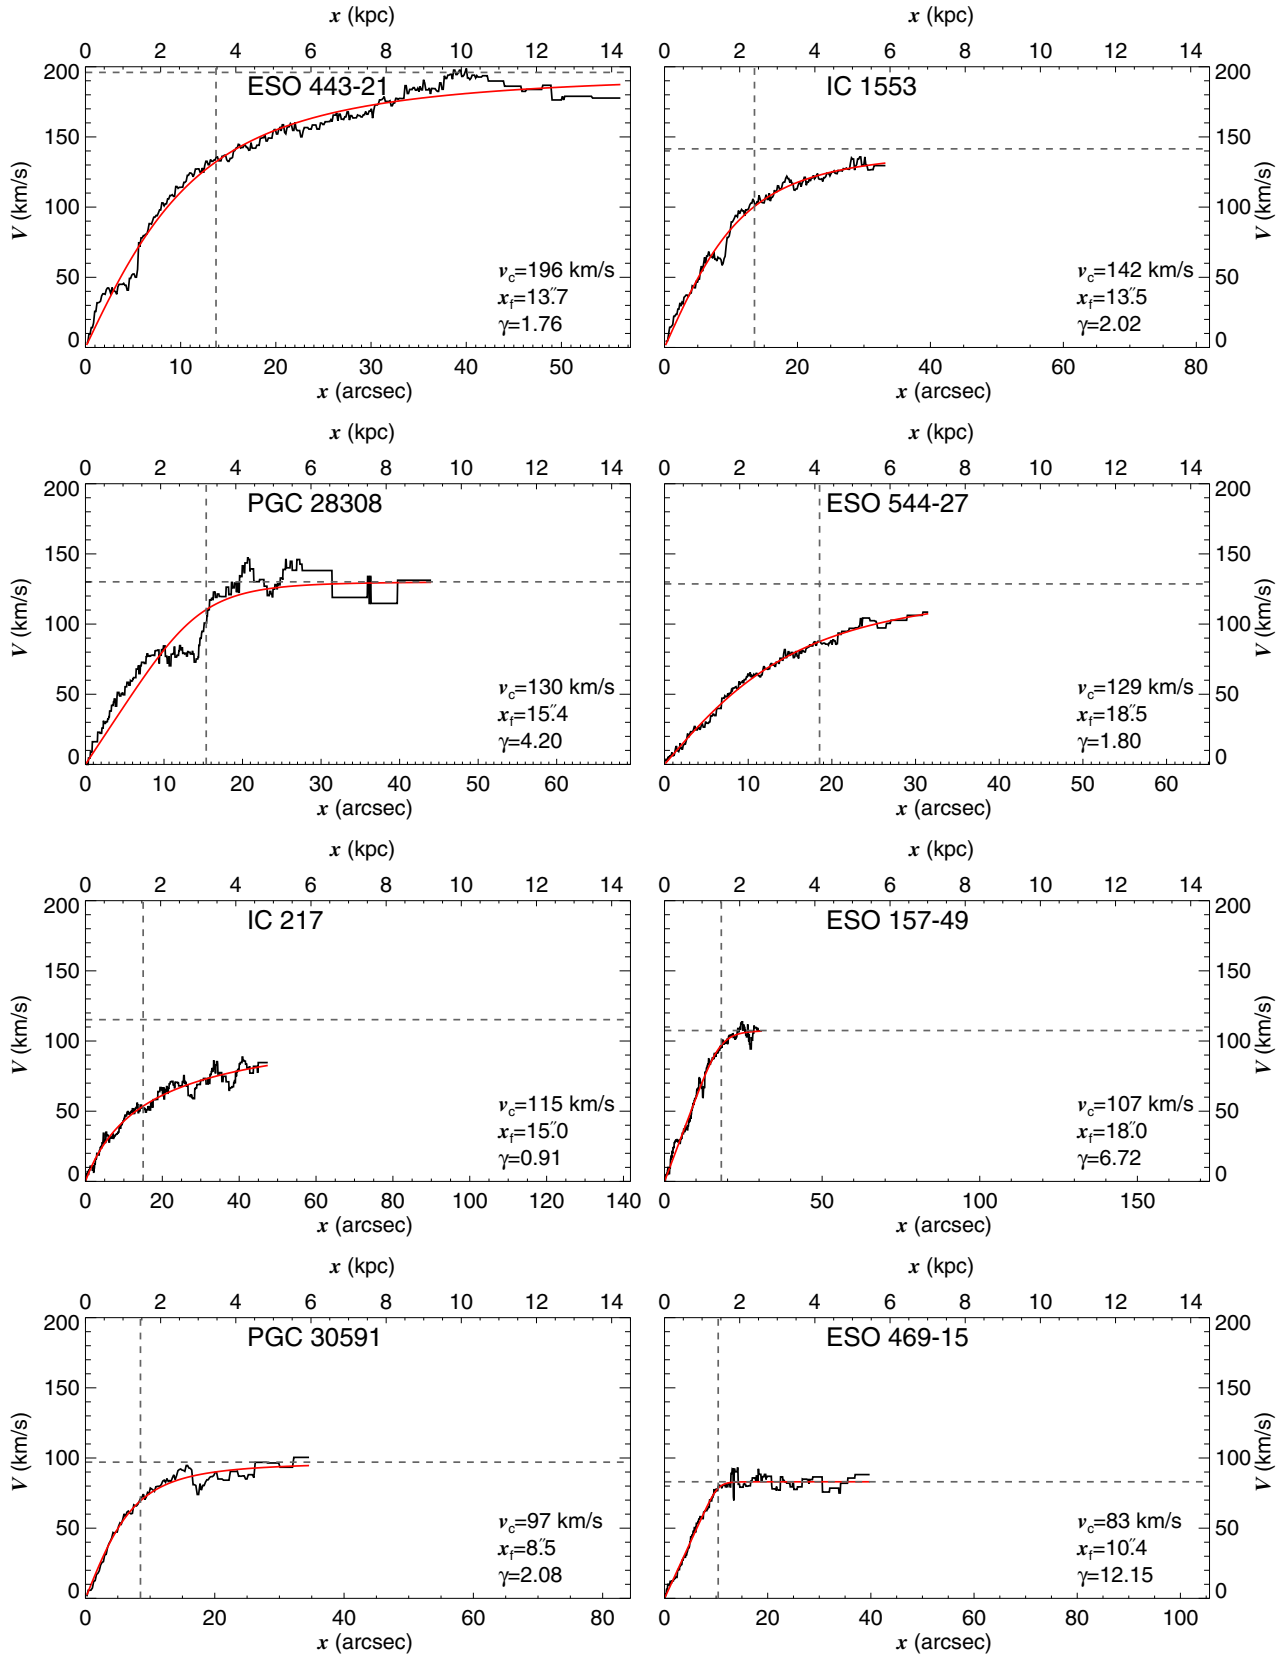 x (kpc) x (kpc)
0 2 4 6 8 10 12 14 0 2 4 6 8 10 12 14
200 ESO 443-21 IC 1553 200
150 150
V (km/s) 100 100 V (km/s)
50 vc=196 km/s vc=142 km/s 50
xf=13″.7 xf=13″.5
γ=1.76 γ=2.02
0 0
0 10 20 30 40 50 0 20 40 60 80
x (arcsec) x (arcsec)
x (kpc) x (kpc)
0 2 4 6 8 10 12 14 0 2 4 6 8 10 12 14
200 PGC 28308 ESO 544-27 200
150 150
V (km/s) 100 100 V (km/s)
50 vc=130 km/s vc=129 km/s 50
xf=15″.4 xf=18″.5
γ=4.20 γ=1.80
0 0
0 10 20 30 40 50 60 0 10 20 30 40 50 60
x (arcsec) x (arcsec)
x (kpc) x (kpc)
0 2 4 6 8 10 12 14 0 2 4 6 8 10 12 14
200 IC 217 ESO 157-49 200
150 150
V (km/s) 100 100 V (km/s)
50 vc=115 km/s vc=107 km/s 50
xf=15″.0 xf=18″.0
γ=0.91 γ=6.72
0 0
0 20 40 60 80 100 120 140 0 50 100 150
x (arcsec) x (arcsec)
x (kpc) x (kpc)
0 2 4 6 8 10 12 14 0 2 4 6 8 10 12 14
200 PGC 30591 ESO 469-15 200
150 150
V (km/s) 100 100 V (km/s)
50 vc=97 km/s vc=83 km/s 50
xf=8″.5 xf=10″.4
γ=2.08 γ=12.15
0 0
0 20 40 60 80 0 20 40 60 80 100
x (arcsec) x (arcsec)